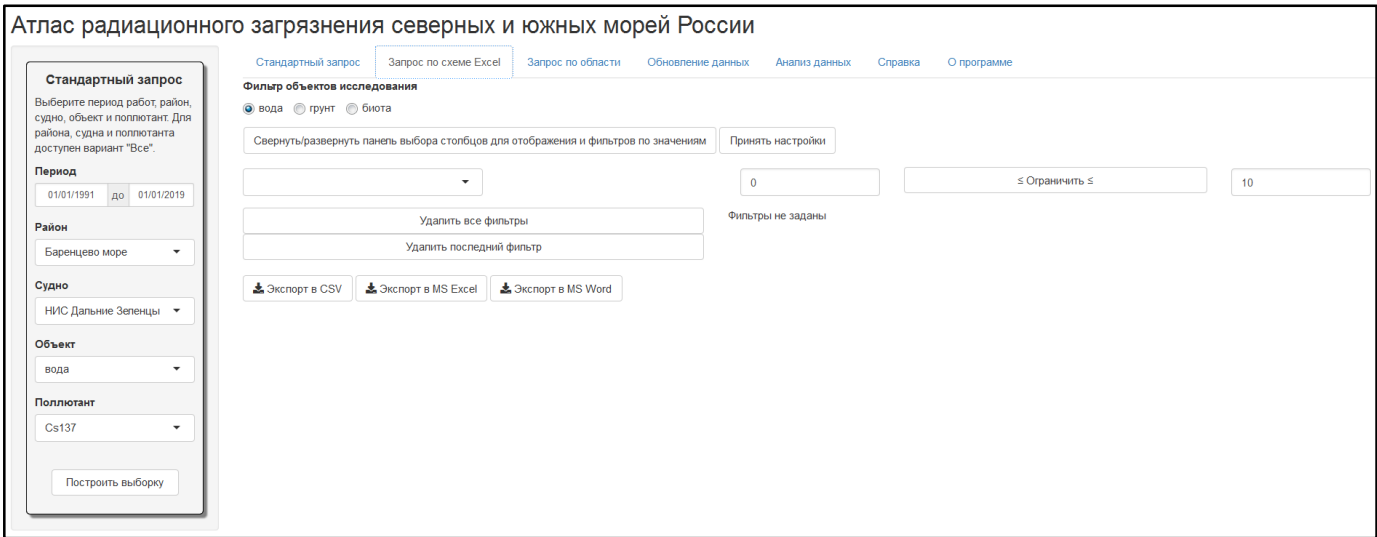 Атлас радиационного загрязнения северных и южных морей России
Стандартный запрос
Выберите период работ, район,
судно, объект и поллютант. Для
района, судна и поллютанта
доступен вариант "Все".
Период
01/01/1991 до 01/01/2019
Район
Баренцево море
Судно
НИС Дальние Зеленцы
Объект
вода
Поллютант
Cs137
Построить выборку
Стандартный запрос Запрос по схеме Excel Запрос по области Обновление данных Анализ данных Справка О программе
Фильтр объектов исследования
вода грунт биота
Свернуть/развернуть панель выбора столбцов для отображения и фильтров по значениям Принять настройки
0 ≤ Ограничить ≤ 10
Удалить все фильтры Фильтры не заданы
Удалить последний фильтр
Экспорт в CSV Экспорт в MS Excel Экспорт в MS Word